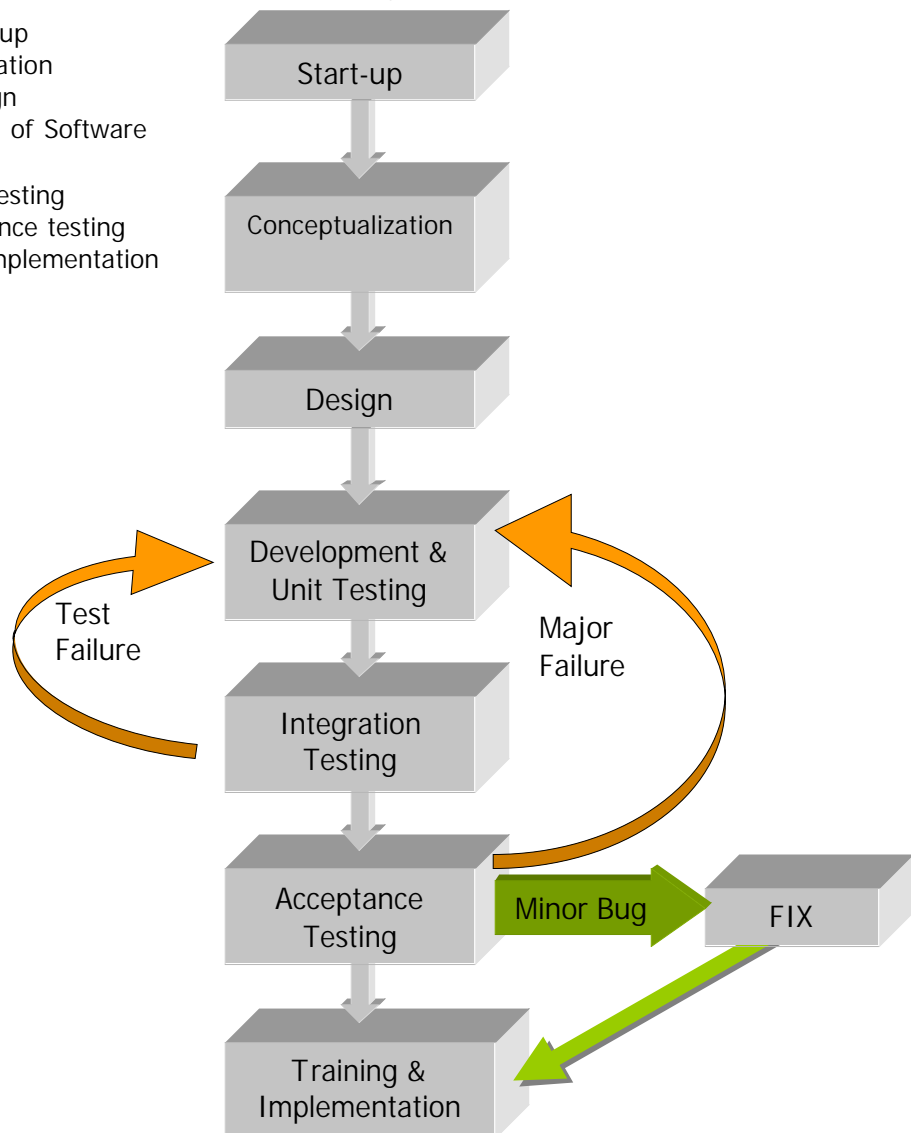 up
ation
gn
of Software
esting
nce testing
mplementation
Start-up
Conceptualization
Design
Development &
Unit Testing
Test
Failure
Major
Failure
Integration
Testing
Acceptance
Testing
Minor Bug
FIX
Training &
Implementation